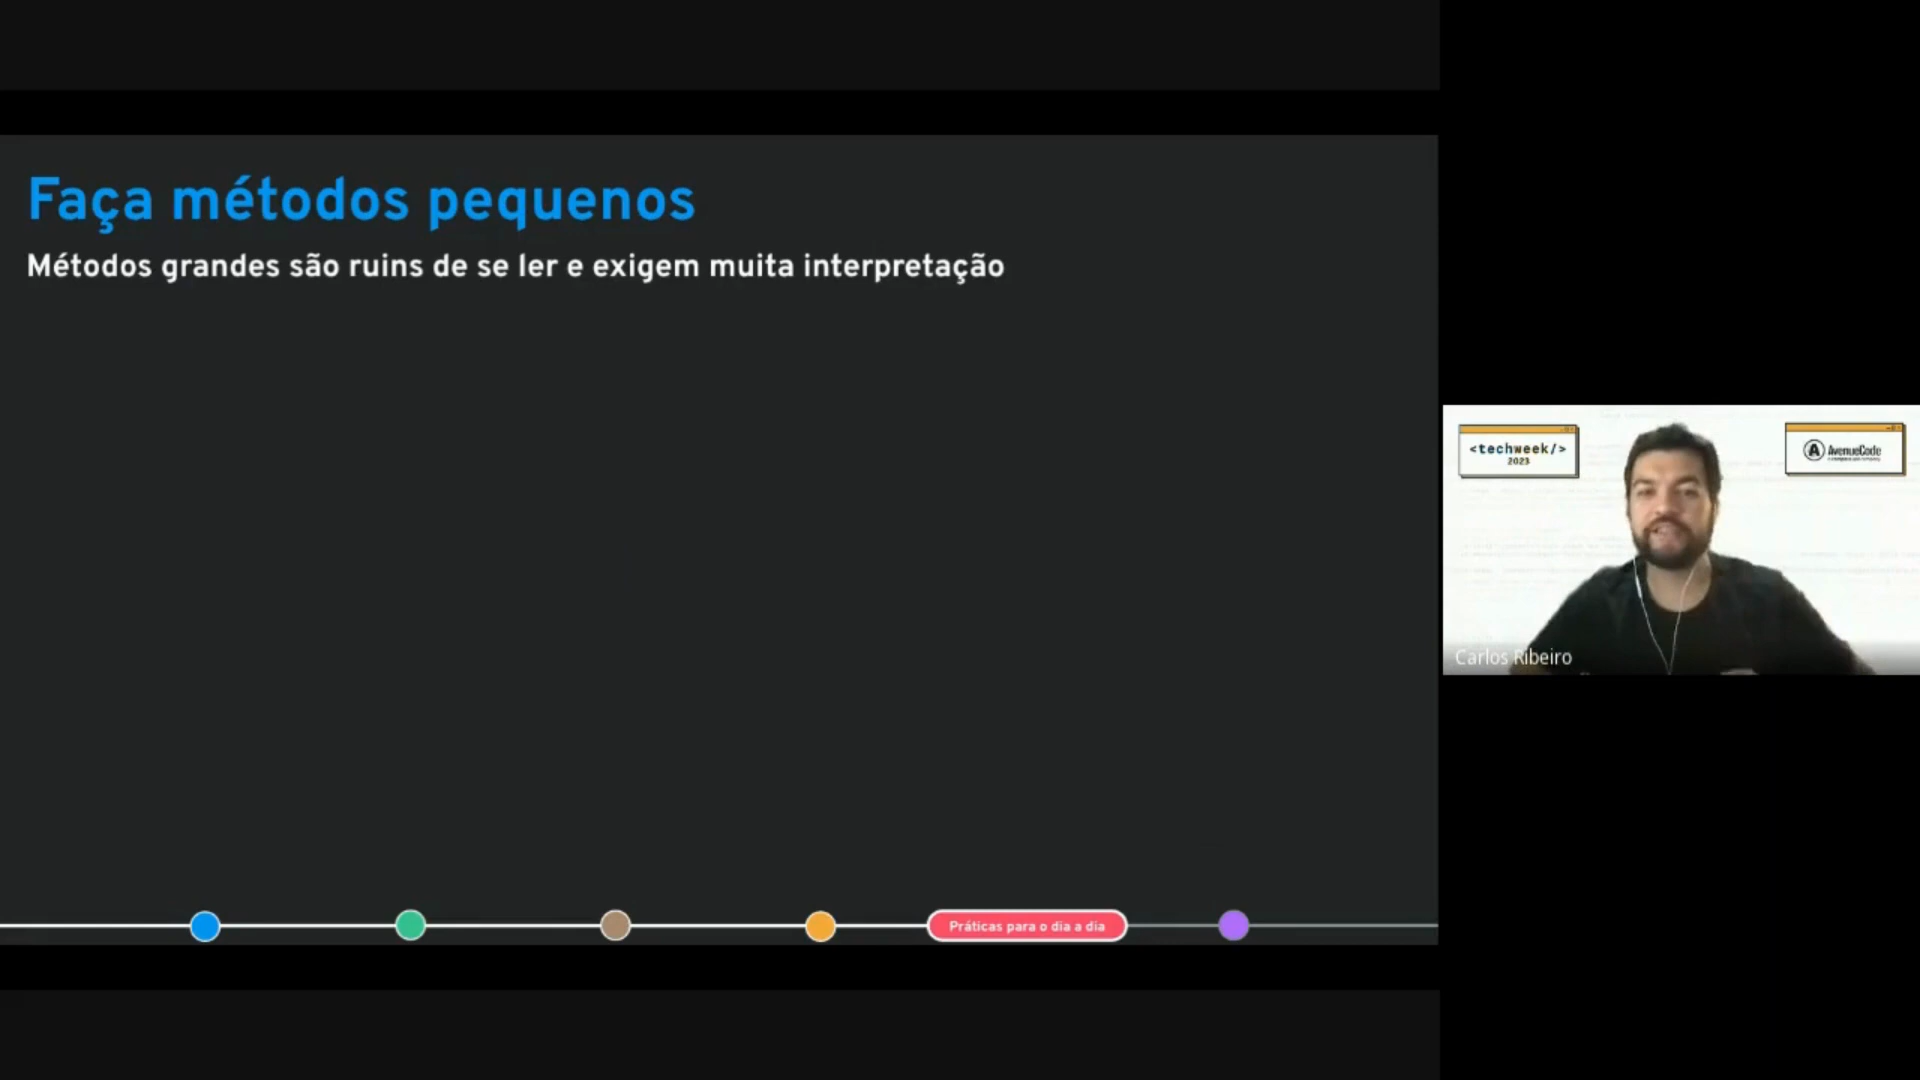 Faça métodos pequenos
Métodos grandes são ruins de se ler e exigem muita interpretação
<techweek/>
2023
AvenueCode
Carlos Ribeiro
Práticas para o dia a dia